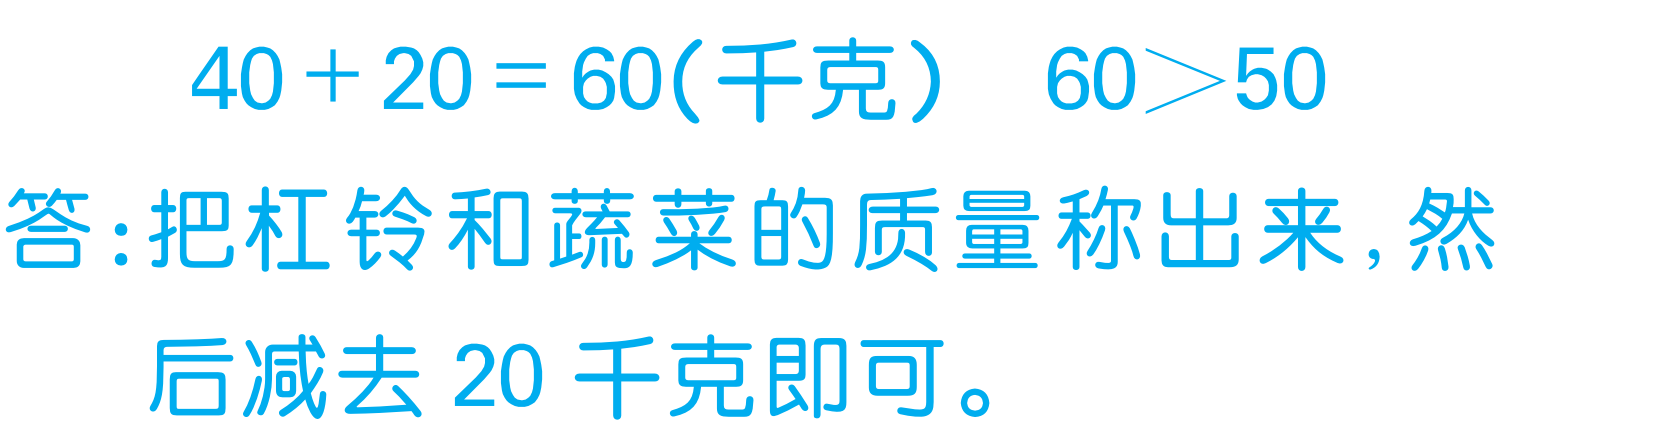 40+20=60(千克) 60>50
答:把杠铃和蔬菜的质量称出来,然
后减去 20 千克即可。